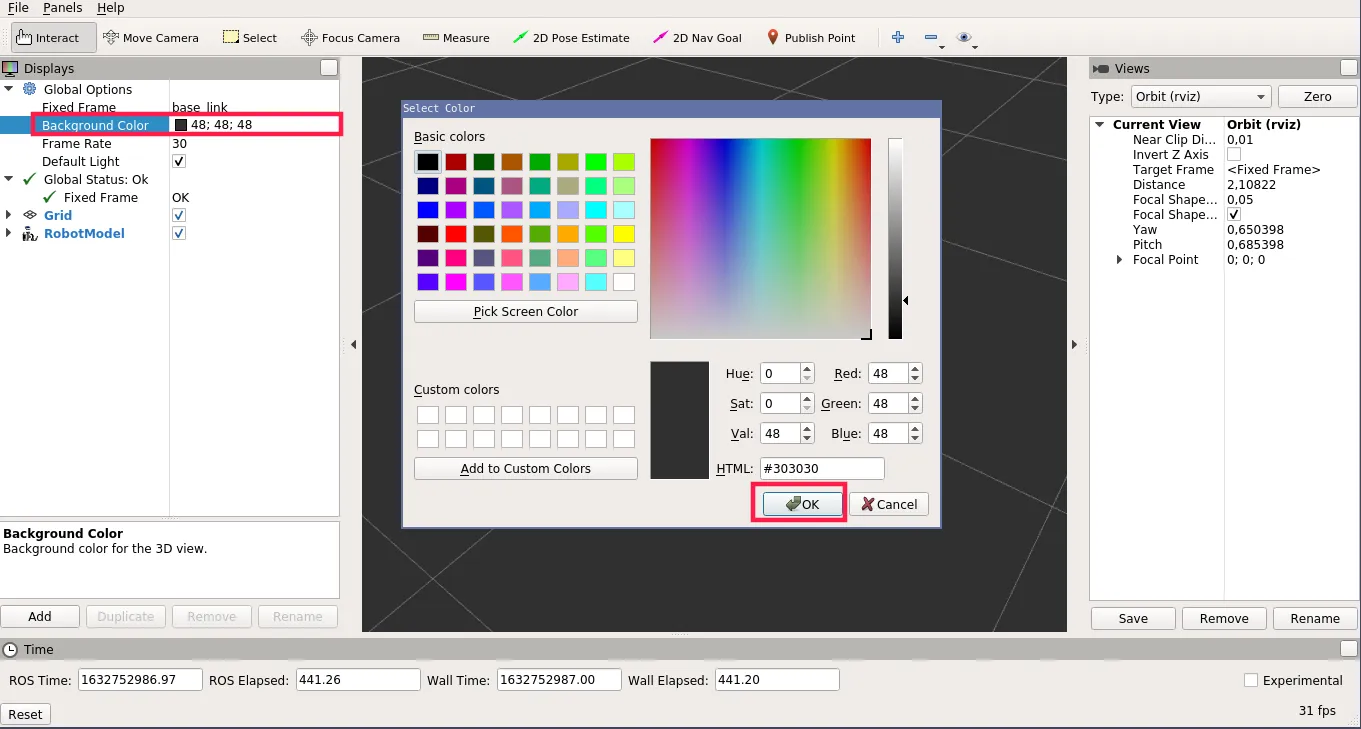 File Panels Help
Interact Move Camera Select Focus Camera Measure 2D Pose Estimate 2D Nav Goal Publish Point
Displays
Global Options
Fixed Frame base_link
Background Color 48; 48; 48
Frame Rate 30
Default Light
Global Status: Ok
Fixed Frame OK
Grid
RobotModel
Background Color
Background color for the 3D view.
Add Duplicate Remove Rename
Select Color
Basic colors
Pick Screen Color
Custom colors
Add to Custom Colors
Hue: 0 Red: 48
Sat: 0 Green: 48
Val: 48 Blue: 48
HTML: #303030
OK Cancel
Views
Type: Orbit (rviz) Zero
Current View Orbit (rviz)
Near Clip Di... 0,01
Invert Z Axis
Target Frame <Fixed Frame>
Distance 2,10822
Focal Shape... 0,05
Focal Shape...
Yaw 0,650398
Pitch 0,685398
Focal Point 0; 0; 0
Save Remove Rename
Time
ROS Time: 1632752986.97 ROS Elapsed: 441.26 Wall Time: 1632752987.00 Wall Elapsed: 441.20 Experimental
Reset 31 fps